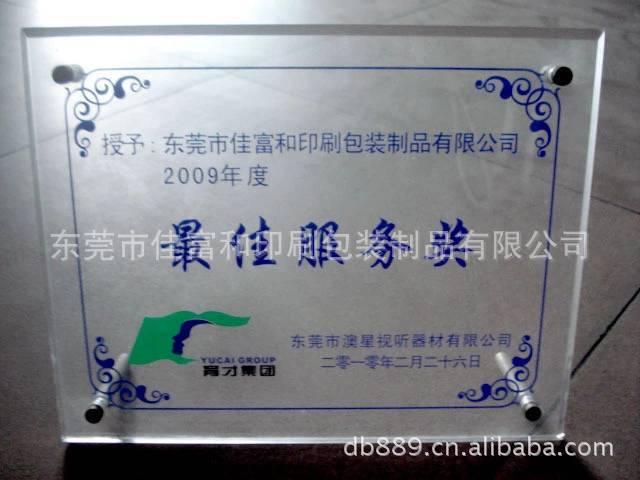 授予：东莞市佳富和印刷包装制品有限公司
2009年度
最佳服务奖
东莞市佳富和印刷包装制品有限公司
YUCAI GROUP
育才集团
东莞市澳星视听器材有限公司
二零一零年二月二十六日
db889.cn.alibaba.com